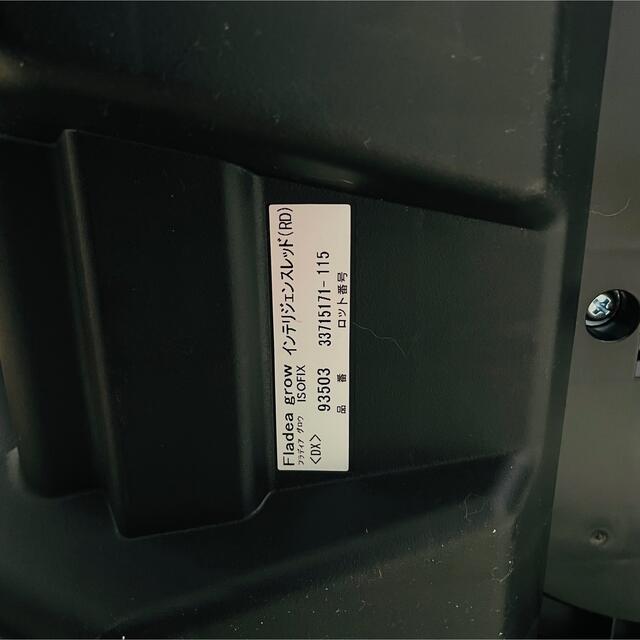 Fladea grow インテリジェンスレッド(RD)
フラディア グロウ ISOFIX
<DX> 93503 33715171-115
品 番 ロット番号